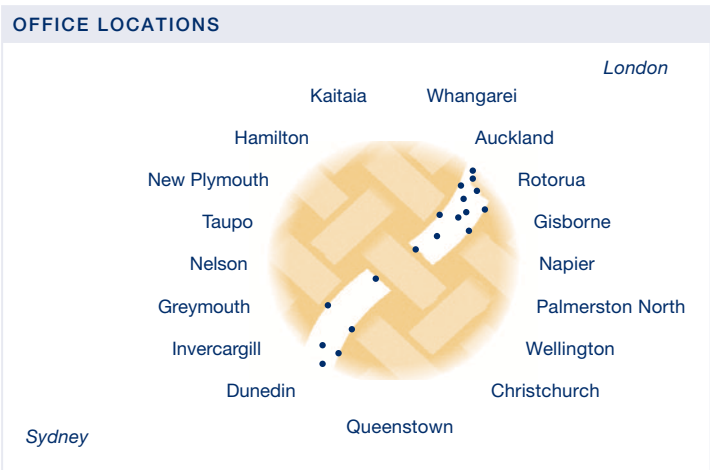 OFFICE LOCATIONS
London
Kaitaia
Whangarei
Hamilton
Auckland
New Plymouth
Rotorua
Taupo
Gisborne
Nelson
Napier
Greymouth
Palmerston North
Invercargill
Wellington
Dunedin
Christchurch
Queenstown
Sydney